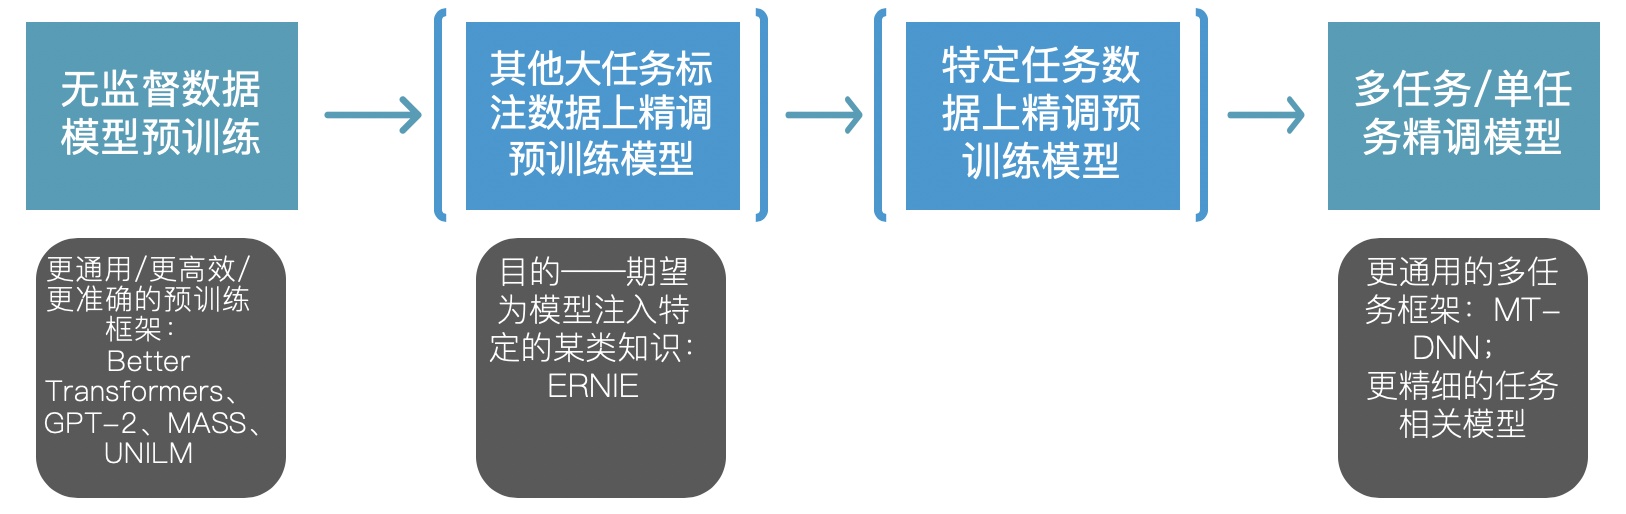 无监督数据
模型预训练
其他大任务标
注数据上精调
预训练模型
特定任务数
据上精调预
训练模型
多任务/单任
务精调模型
更通用/更高效/
更准确的预训练
框架：
Better
Transformers、
GPT-2、MASS、
UNILM
目的——期望
为模型注入特
定的某类知识：
ERNIE
更通用的多任
务框架：MT-
DNN；
更精细的任务
相关模型